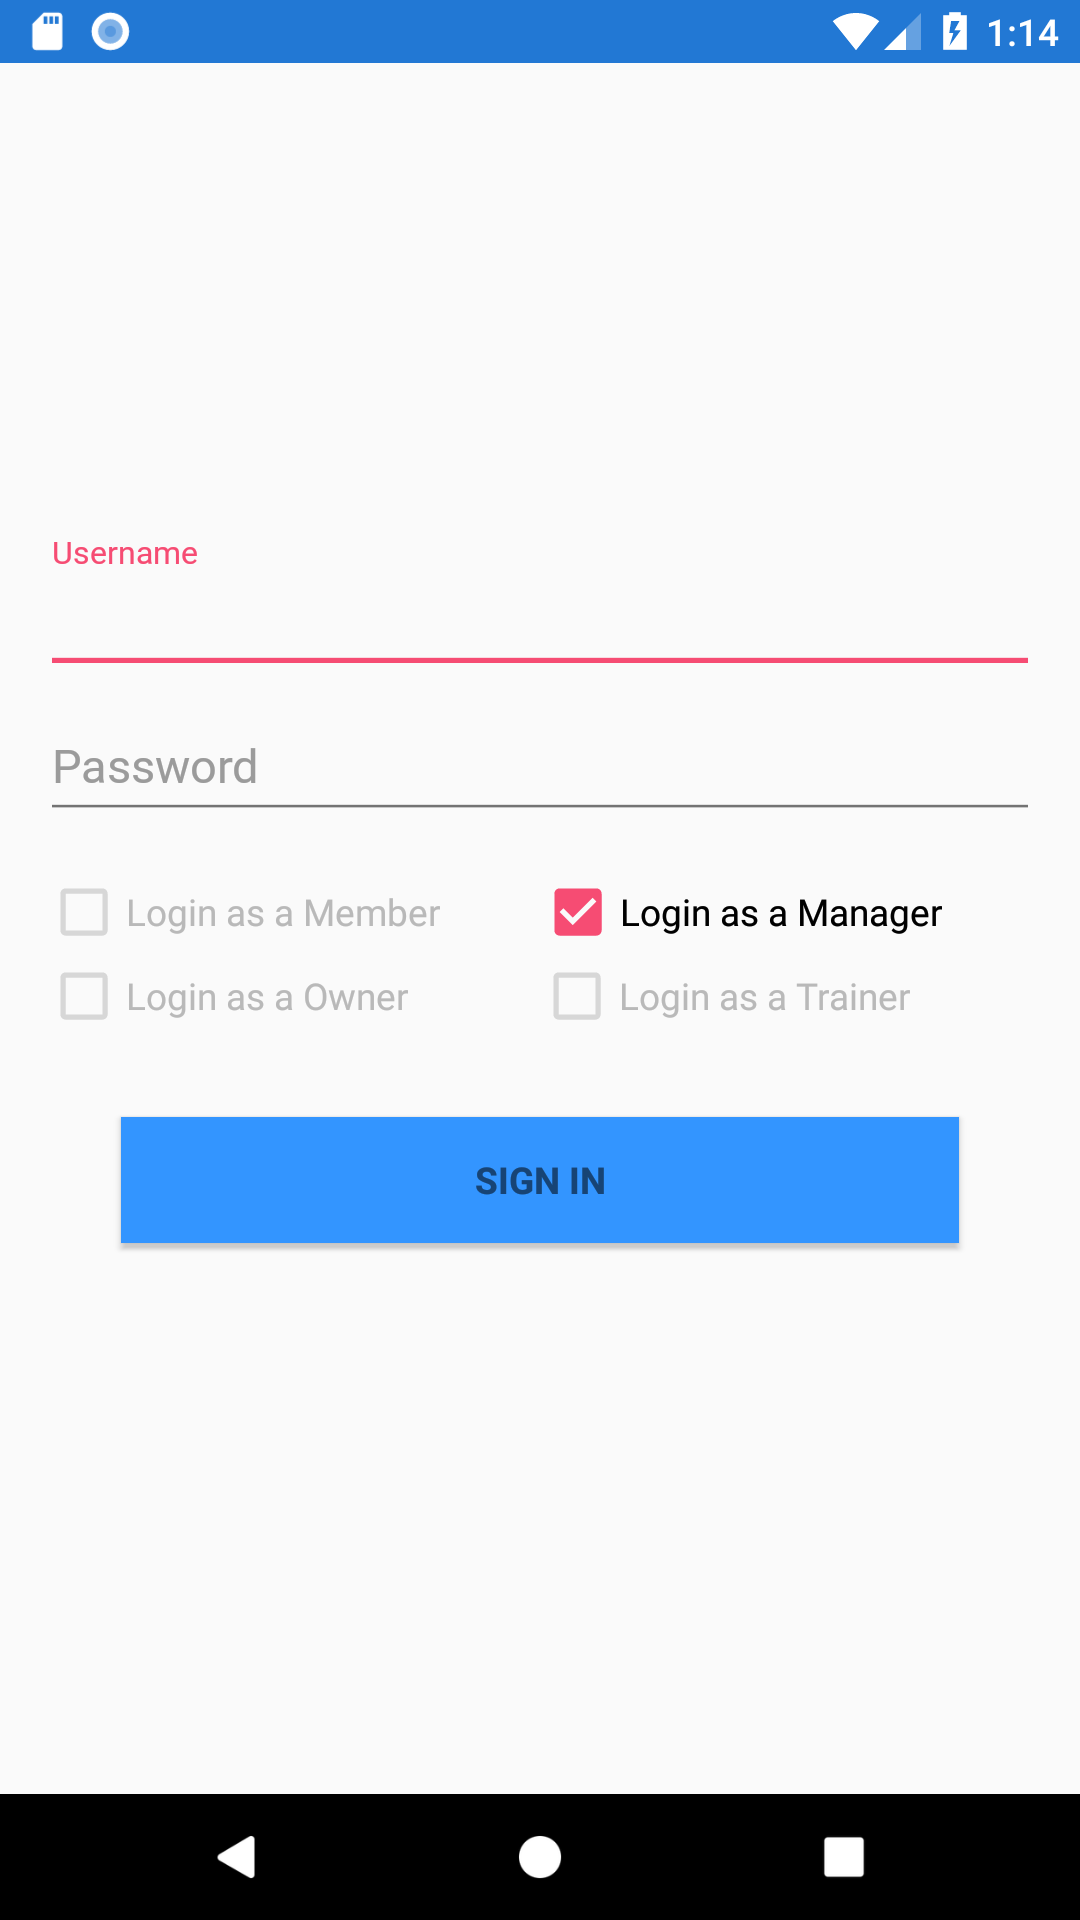 1:14
Username
Password
Login as a Member
Login as a Manager
Login as a Owner
Login as a Trainer
SIGN IN